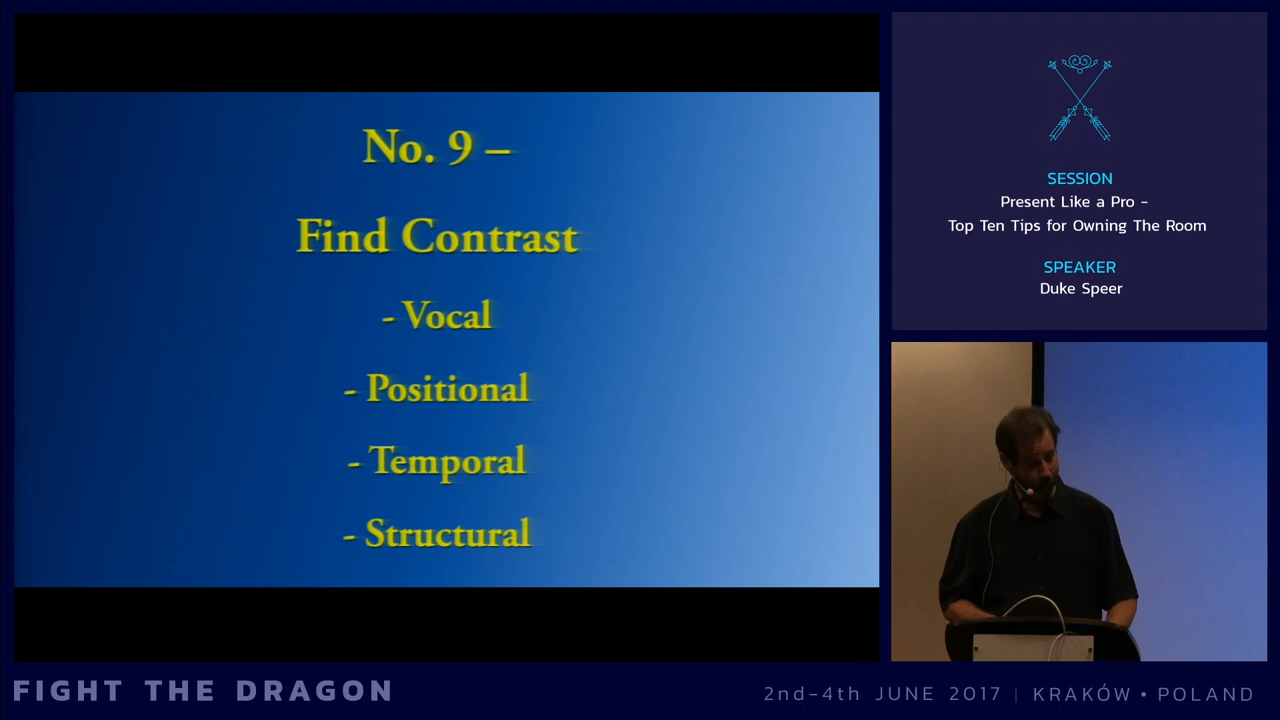 No. 9 –
Find Contrast
- Vocal
- Positional
- Temporal
- Structural
SESSION
Present Like a Pro -
Top Ten Tips for Owning The Room
SPEAKER
Duke Speer
FIGHT THE DRAGON
2nd-4th JUNE 2017 | KRAKÓW • POLAND